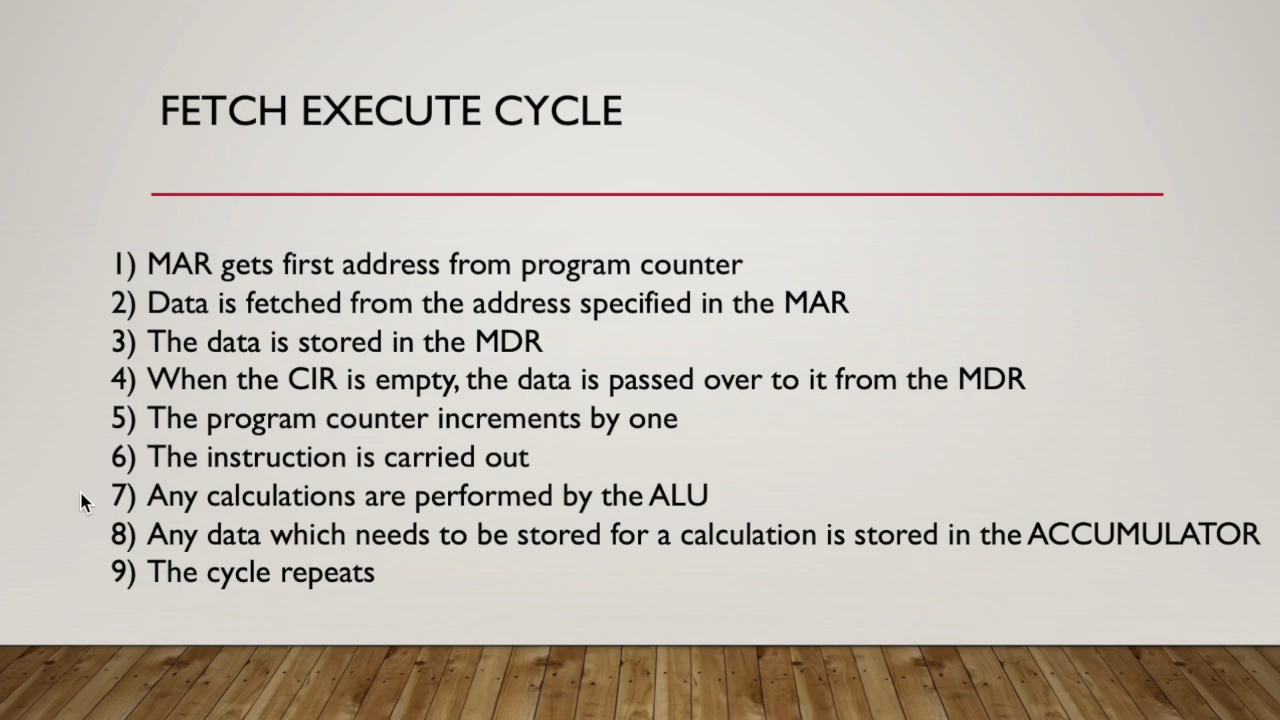 FETCH EXECUTE CYCLE
1) MAR gets first address from program counter
2) Data is fetched from the address specified in the MAR
3) The data is stored in the MDR
4) When the CIR is empty, the data is passed over to it from the MDR
5) The program counter increments by one
6) The instruction is carried out
7) Any calculations are performed by the ALU
8) Any data which needs to be stored for a calculation is stored in the ACCUMULATOR
9) The cycle repeats